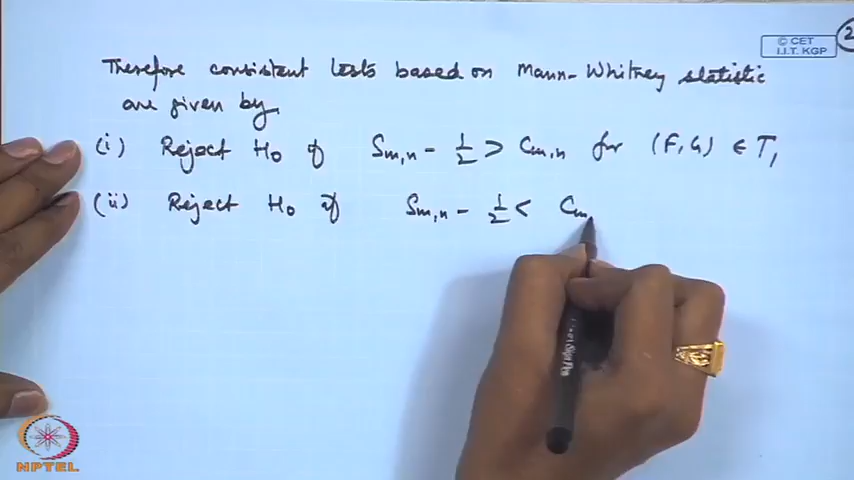 © CET
I.I.T. KGP
2
Therefore consistent tests based on Mann-Whitney statistic
are given by
(i) Reject H₀ if Sm,n - 1/2 > Cm,n for (F, G) ∈ T₁
(ii) Reject H₀ if Sm,n - 1/2 < Cm
NPTEL